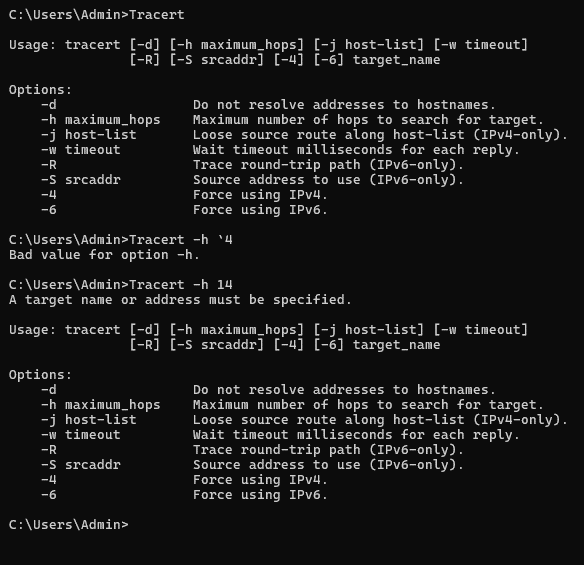 C:\Users\Admin>Tracert
Usage: tracert [-d] [-h maximum_hops] [-j host-list] [-w timeout]
               [-R] [-S srcaddr] [-4] [-6] target_name
Options:
    -d                 Do not resolve addresses to hostnames.
    -h maximum_hops    Maximum number of hops to search for target.
    -j host-list       Loose source route along host-list (IPv4-only).
    -w timeout         Wait timeout milliseconds for each reply.
    -R                 Trace round-trip path (IPv6-only).
    -S srcaddr         Source address to use (IPv6-only).
    -4                 Force using IPv4.
    -6                 Force using IPv6.
C:\Users\Admin>Tracert -h `4
Bad value for option -h.
C:\Users\Admin>Tracert -h 14
A target name or address must be specified.
Usage: tracert [-d] [-h maximum_hops] [-j host-list] [-w timeout]
               [-R] [-S srcaddr] [-4] [-6] target_name
Options:
    -d                 Do not resolve addresses to hostnames.
    -h maximum_hops    Maximum number of hops to search for target.
    -j host-list       Loose source route along host-list (IPv4-only).
    -w timeout         Wait timeout milliseconds for each reply.
    -R                 Trace round-trip path (IPv6-only).
    -S srcaddr         Source address to use (IPv6-only).
    -4                 Force using IPv4.
    -6                 Force using IPv6.
C:\Users\Admin>